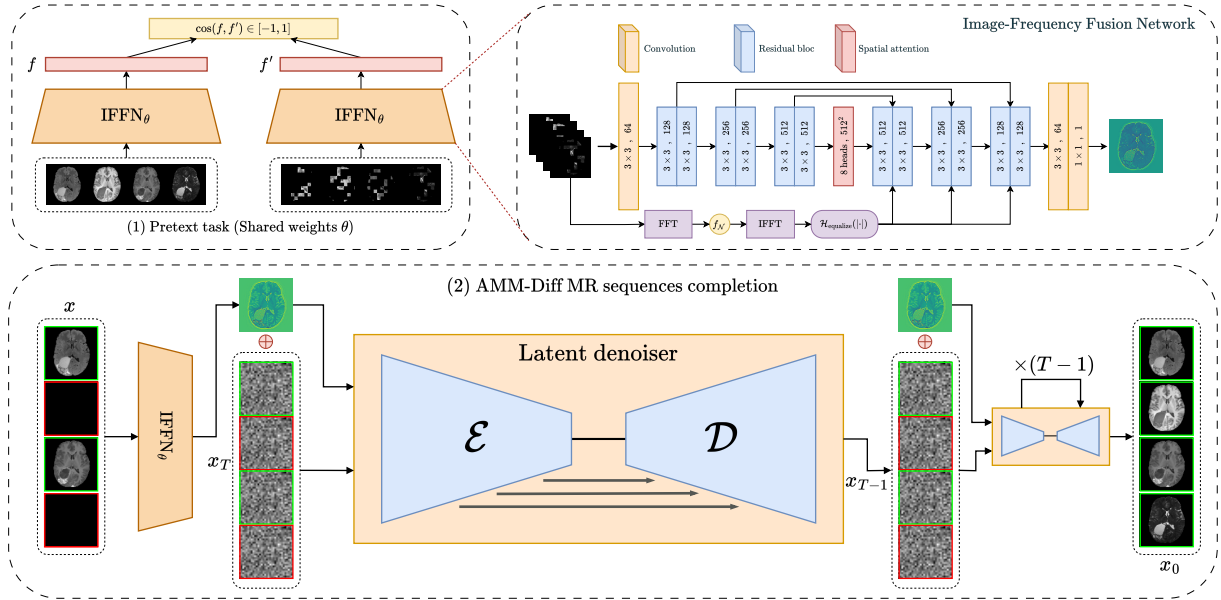 cos(f, f′) ∈ [−1, 1]
f
f′
IFFN_θ
IFFN_θ
(1) Pretext task (Shared weights θ)
Image-Frequency Fusion Network
Convolution
Residual bloc
Spatial attention
3 × 3 , 64
3 × 3 , 128
3 × 3 , 128
3 × 3 , 256
3 × 3 , 256
3 × 3 , 512
3 × 3 , 512
8 heads , 512²
3 × 3 , 512
3 × 3 , 512
3 × 3 , 256
3 × 3 , 256
3 × 3 , 128
3 × 3 , 128
3 × 3 , 64
1×1 , 1
FFT
f_𝒩
IFFT
ℋ_equalize(|·|)
(2) AMM-Diff MR sequences completion
x
IFFN_θ
x_T
Latent denoiser
ℰ
𝒟
x_{T−1}
×(T − 1)
x_0